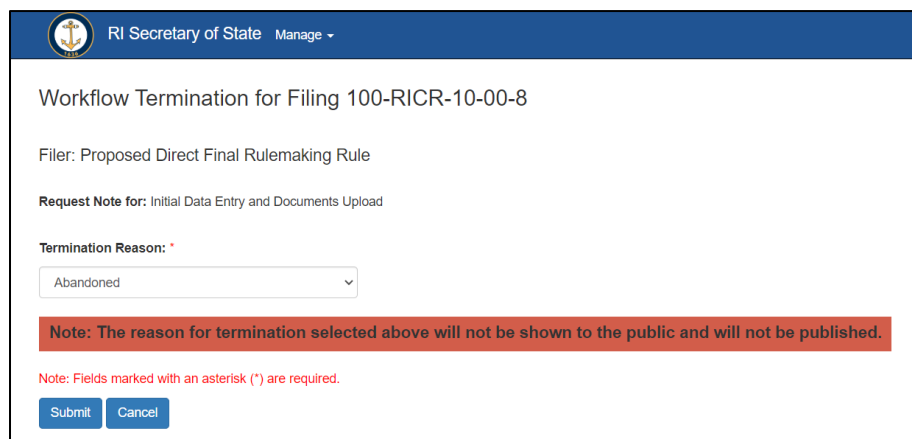 1636
RI Secretary of State Manage
Workflow Termination for Filing 100-RICR-10-00-8
Filer: Proposed Direct Final Rulemaking Rule
Request Note for: Initial Data Entry and Documents Upload
Termination Reason: *
Abandoned
Note: The reason for termination selected above will not be shown to the public and will not be published.
Note: Fields marked with an asterisk (*) are required.
Submit Cancel